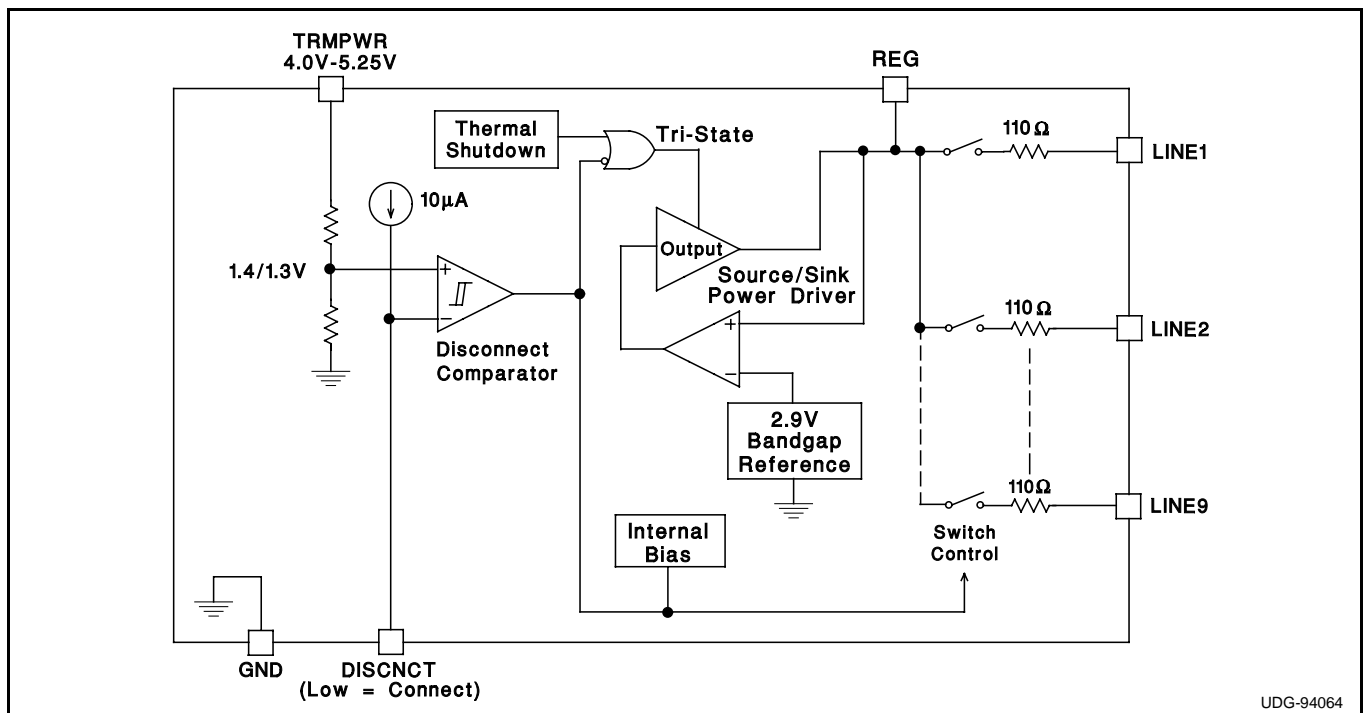 TRMPWR
4.0V-5.25V
REG
Thermal
Shutdown
Tri-State
110Ω
LINE1
10μA
1.4/1.3V
+
−
Output
Source/Sink
Power Driver
Disconnect
Comparator
+
−
110Ω
LINE2
2.9V
Bandgap
Reference
110Ω
LINE9
Internal
Bias
Switch
Control
GND
DISCNCT
(Low = Connect)
UDG-94064